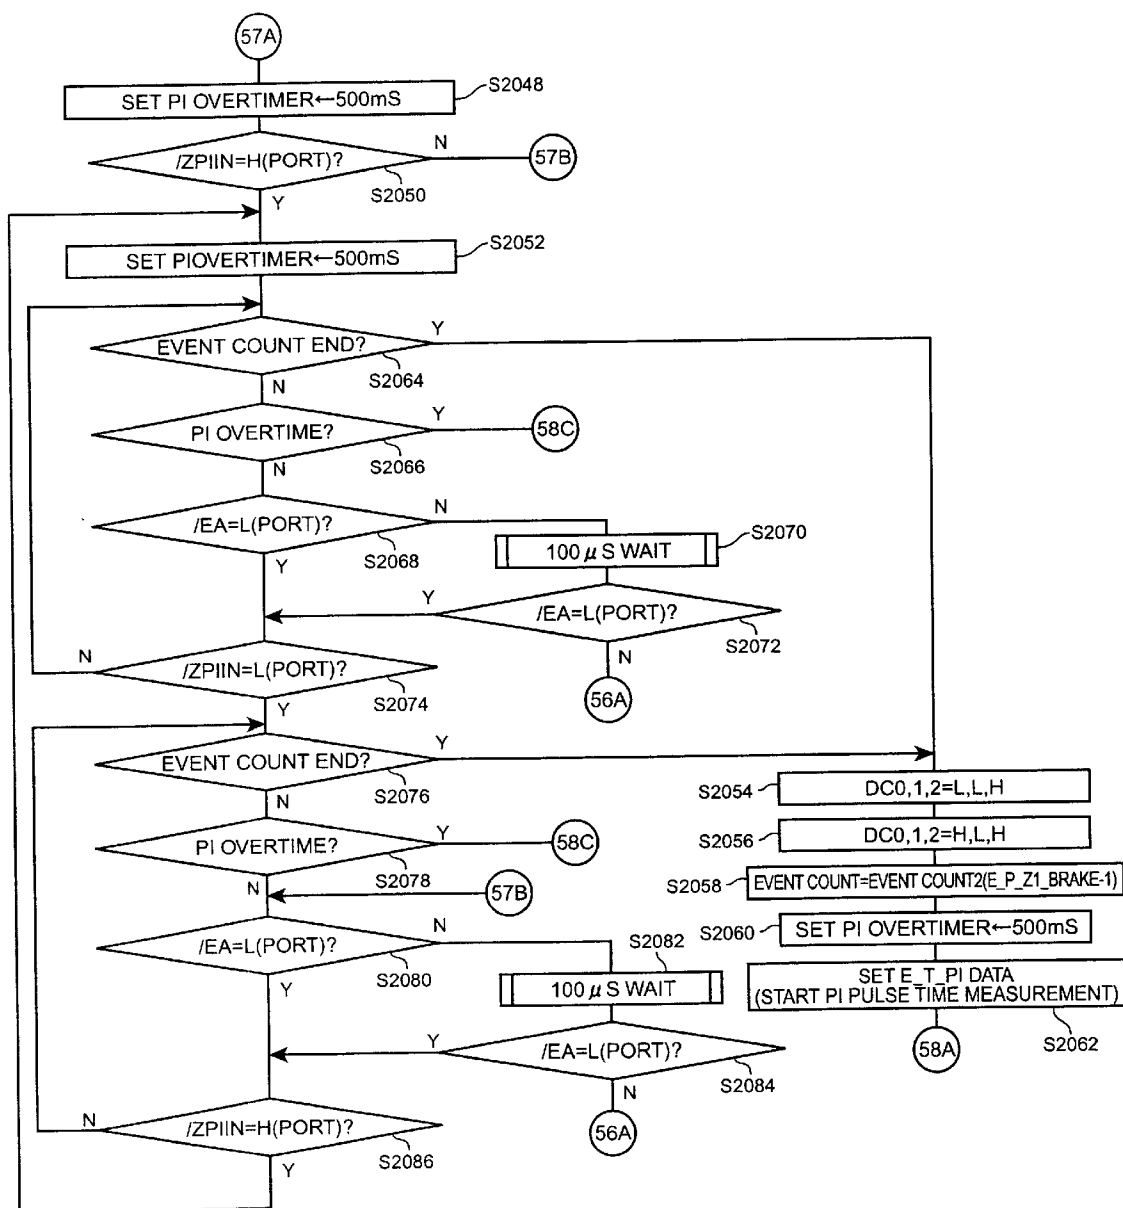 57A
SET PI OVERTIMER←500mS
S2048
/ZPIIN=H(PORT)?
N
57B
S2050
Y
SET PIOVERTIMER←500mS
S2052
EVENT COUNT END?
Y
S2064
N
PI OVERTIME?
Y
58C
S2066
N
/EA=L(PORT)?
N
S2068
Y
100 μ S WAIT
S2070
/EA=L(PORT)?
Y
S2072
N
56A
/ZPIIN=L(PORT)?
N
S2074
Y
EVENT COUNT END?
Y
S2076
N
PI OVERTIME?
Y
58C
S2078
N
57B
/EA=L(PORT)?
N
S2080
Y
S2082
100 μ S WAIT
/EA=L(PORT)?
Y
S2084
N
56A
/ZPIIN=H(PORT)?
N
S2086
Y
S2054
DC0,1,2=L,L,H
S2056
DC0,1,2=H,L,H
S2058
EVENT COUNT=EVENT COUNT2(E_P_Z1_BRAKE-1)
S2060
SET PI OVERTIMER←500mS
SET E_T_PI DATA
(START PI PULSE TIME MEASUREMENT)
S2062
58A